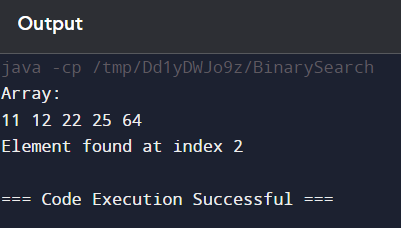 Output
java -cp /tmp/Dd1yDWJo9z/BinarySearch
Array:
11 12 22 25 64
Element found at index 2
=== Code Execution Successful ===